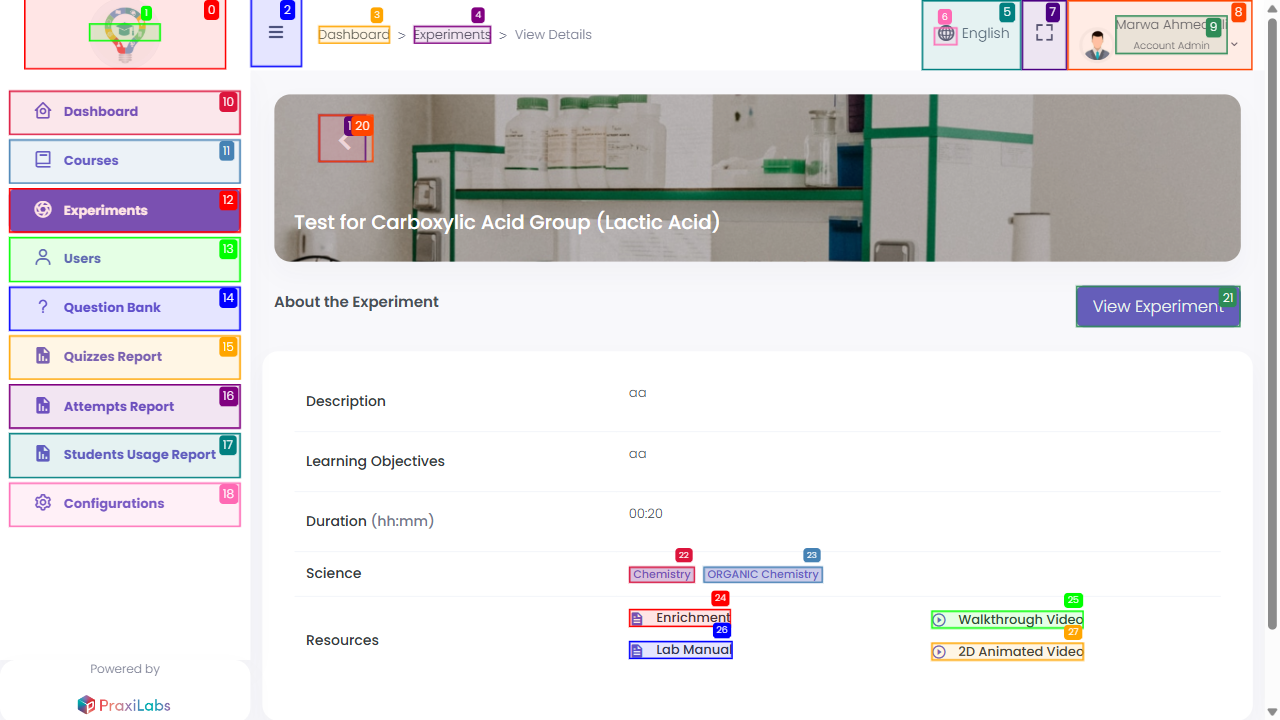 Dashboard > Experiments > View Details
English
Marwa Ahmed
Account Admin
Dashboard
Courses
Experiments
Users
Question Bank
Quizzes Report
Attempts Report
Students Usage Report
Configurations
Powered by
PraxiLabs
Test for Carboxylic Acid Group (Lactic Acid)
About the Experiment
View Experiment
Description
aa
Learning Objectives
aa
Duration (hh:mm)
00:20
Science
Chemistry
ORGANIC Chemistry
Resources
Enrichment
Walkthrough Video
Lab Manual
2D Animated Video
0
1
2
3
4
5
6
7
8
9
10
11
12
13
14
15
16
17
18
20
21
22
23
24
25
26
27